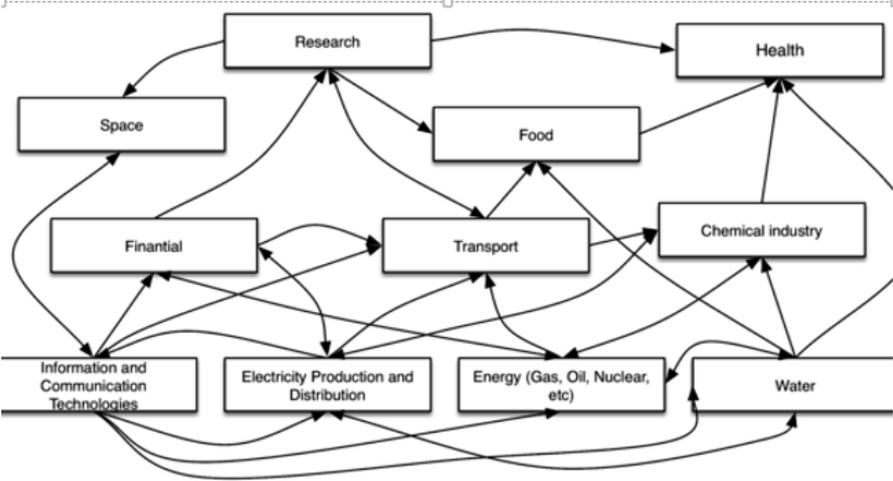 Research
Health
Space
Food
Finantial
Transport
Chemical industry
Information and
Communication
Technologies
Electricity Production and
Distribution
Energy (Gas, Oil, Nuclear,
etc)
Water